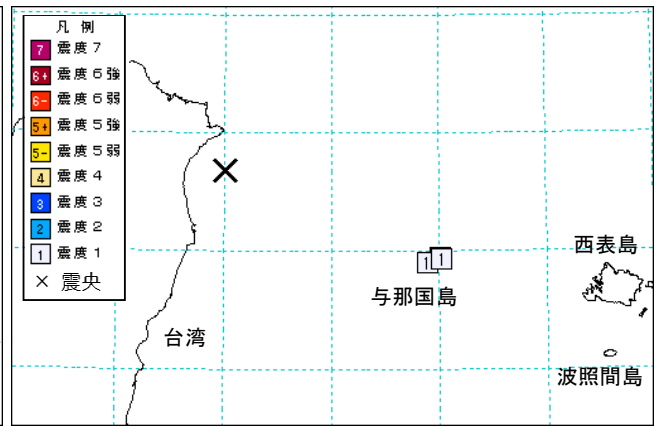 凡 例
7 震度7
6+ 震度6強
6- 震度6弱
5+ 震度5強
5- 震度5弱
4 震度4
3 震度3
2 震度2
1 震度1
× 震央
西表島
1 1
与那国島
台湾
波照間島